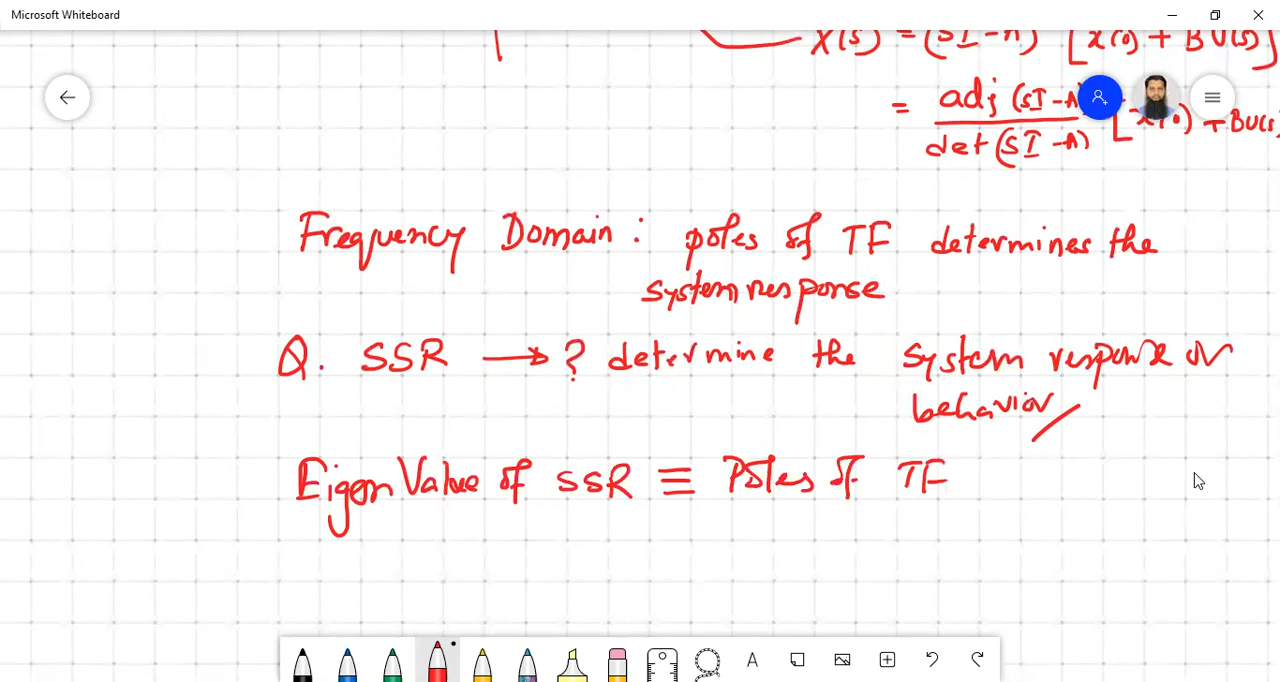 Microsoft Whiteboard
X(s) = (SI-A) [x(0) + BU(s)]
= adj (SI-A)
det (SI-A) [x(0) + BU(s)
Frequency Domain : poles of TF determines the
system response
Q. SSR → ? determine the system response or
behavior
Eigen Value of SSR ≡ Poles of TF
A